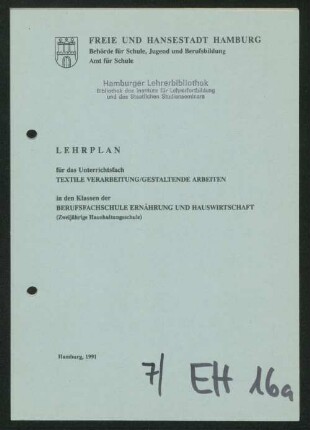 FREIE UND HANSESTADT HAMBURG
Behörde für Schule, Jugend und Berufsbildung
Amt für Schule
Hamburger Lehrerbibliothek
Bibliothek des Instituts für Lehrerfortbildung
und des Staatlichen Studienseminars
LEHRPLAN
für das Unterrichtsfach
TEXTILE VERARBEITUNG/GESTALTENDE ARBEITEN
in den Klassen der
BERUFSFACHSCHULE ERNÄHRUNG UND HAUSWIRTSCHAFT
(Zweijährige Haushaltungsschule)
Hamburg, 1991
7/ EH 16a